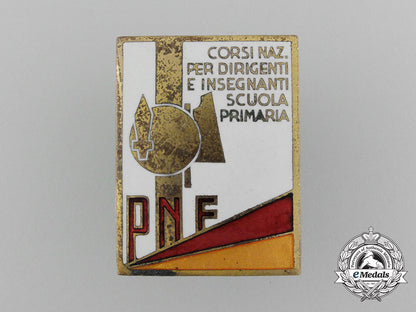 CORSI NAZ.
PER DIRIGENTI
E INSEGNANTI
SCUOLA
PRIMARIA
PNF
eMedals